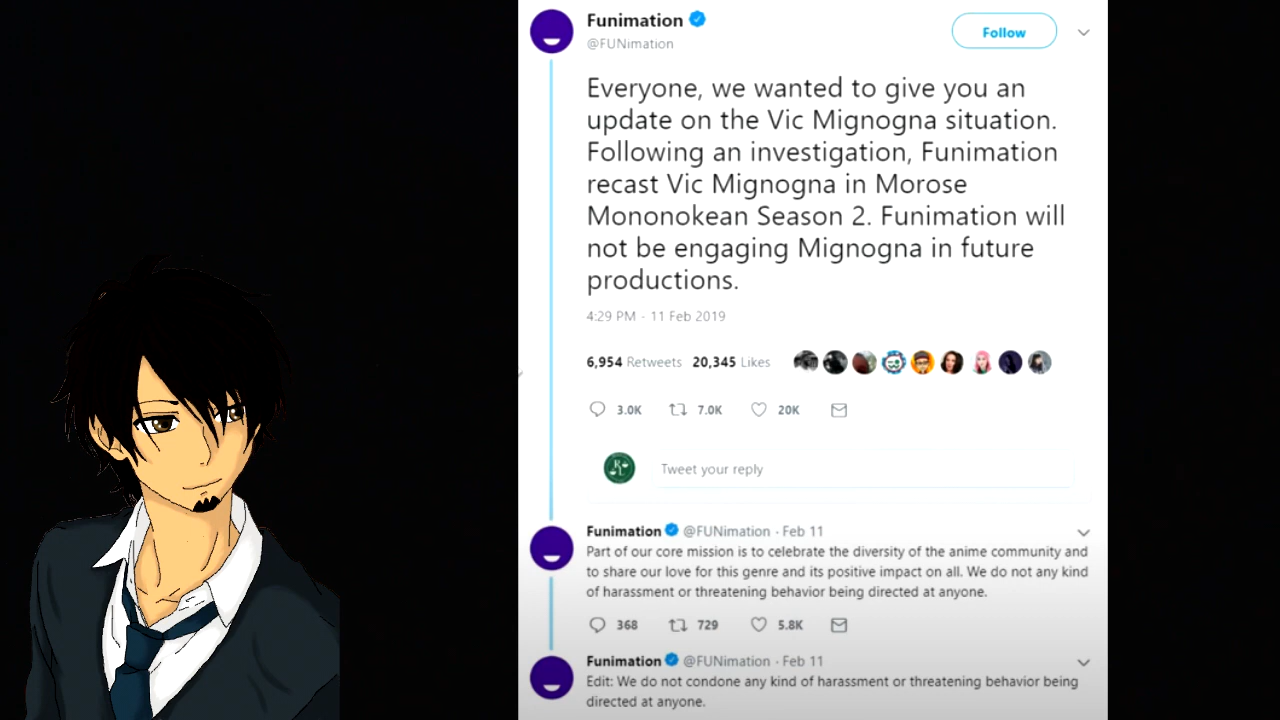 Funimation
@FUNimation
Follow
Everyone, we wanted to give you an
update on the Vic Mignogna situation.
Following an investigation, Funimation
recast Vic Mignogna in Morose
Mononokean Season 2. Funimation will
not be engaging Mignogna in future
productions.
4:29 PM - 11 Feb 2019
6,954 Retweets 20,345 Likes
3.0K 7.0K 20K
Tweet your reply
Funimation @FUNimation · Feb 11
Part of our core mission is to celebrate the diversity of the anime community and
to share our love for this genre and its positive impact on all. We do not any kind
of harassment or threatening behavior being directed at anyone.
368 729 5.8K
Funimation @FUNimation · Feb 11
Edit: We do not condone any kind of harassment or threatening behavior being
directed at anyone.